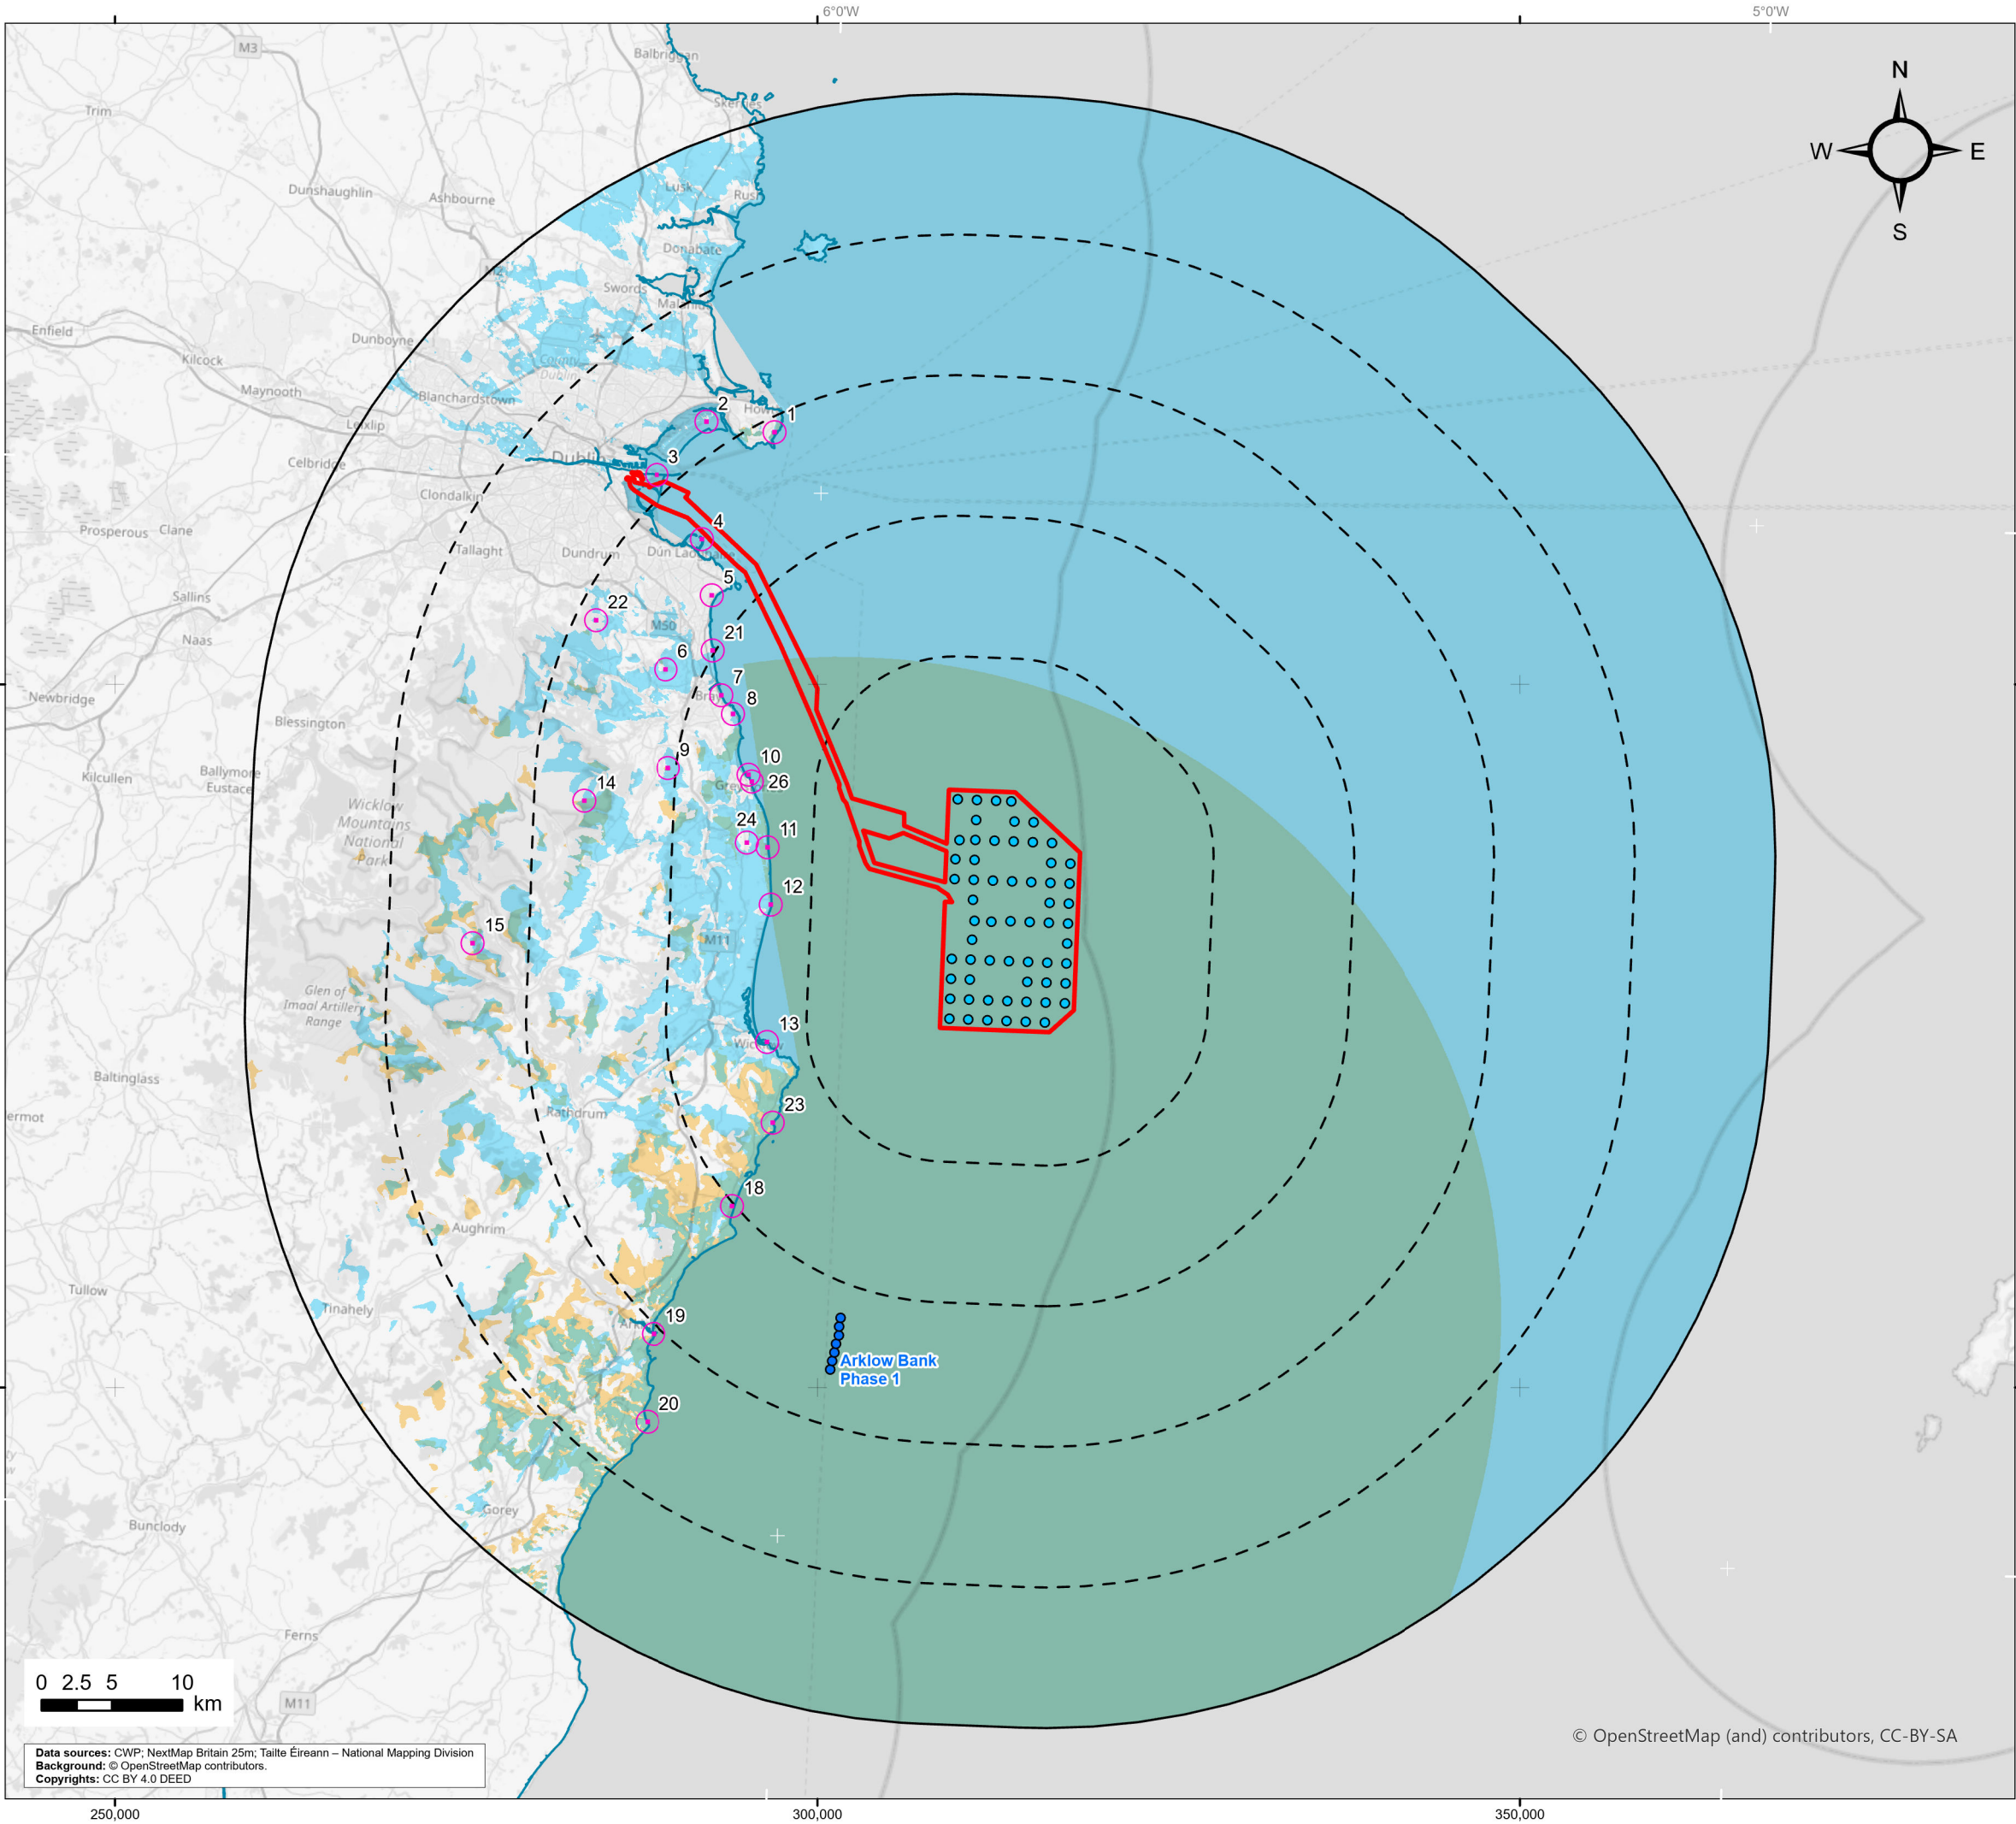 6°0'W
5°0'W
N
W
E
S
M3
Balbriggan
Skerries
Trim
Dunshaughlin
Ashbourne
Lusk
Rush
Donabate
M2
Swords
Enfield
Dunboyne
Kilcock
County
Dublin
Maynooth
Blanchardstown
2
Howth
1
Leixlip
Dublin
3
Celbridge
Clondalkin
4
Prosperous
Clane
Tallaght
Dundrum
Dún Laoghaire
5
Sallins
22
M50
Naas
21
6
7
Newbridge
Bray
8
Blessington
9
10
Kilcullen
Ballymore
Eustace
14
26
Wicklow
Mountains
National
Park
24
11
12
15
M11
Glen of
Imaal Artillery
Range
13
Wicklow
Baltinglass
23
Rathdrum
18
Aughrim
Tullow
Tinahely
19
Arklow Bank
Phase 1
20
Gorey
Bunclody
Ferns
0 2.5 5 10
km
M11
© OpenStreetMap (and) contributors, CC-BY-SA
Data sources: CWP; NextMap Britain 25m; Tailte Éireann – National Mapping Division
Background: © OpenStreetMap contributors.
Copyrights: CC BY 4.0 DEED
250,000
300,000
350,000